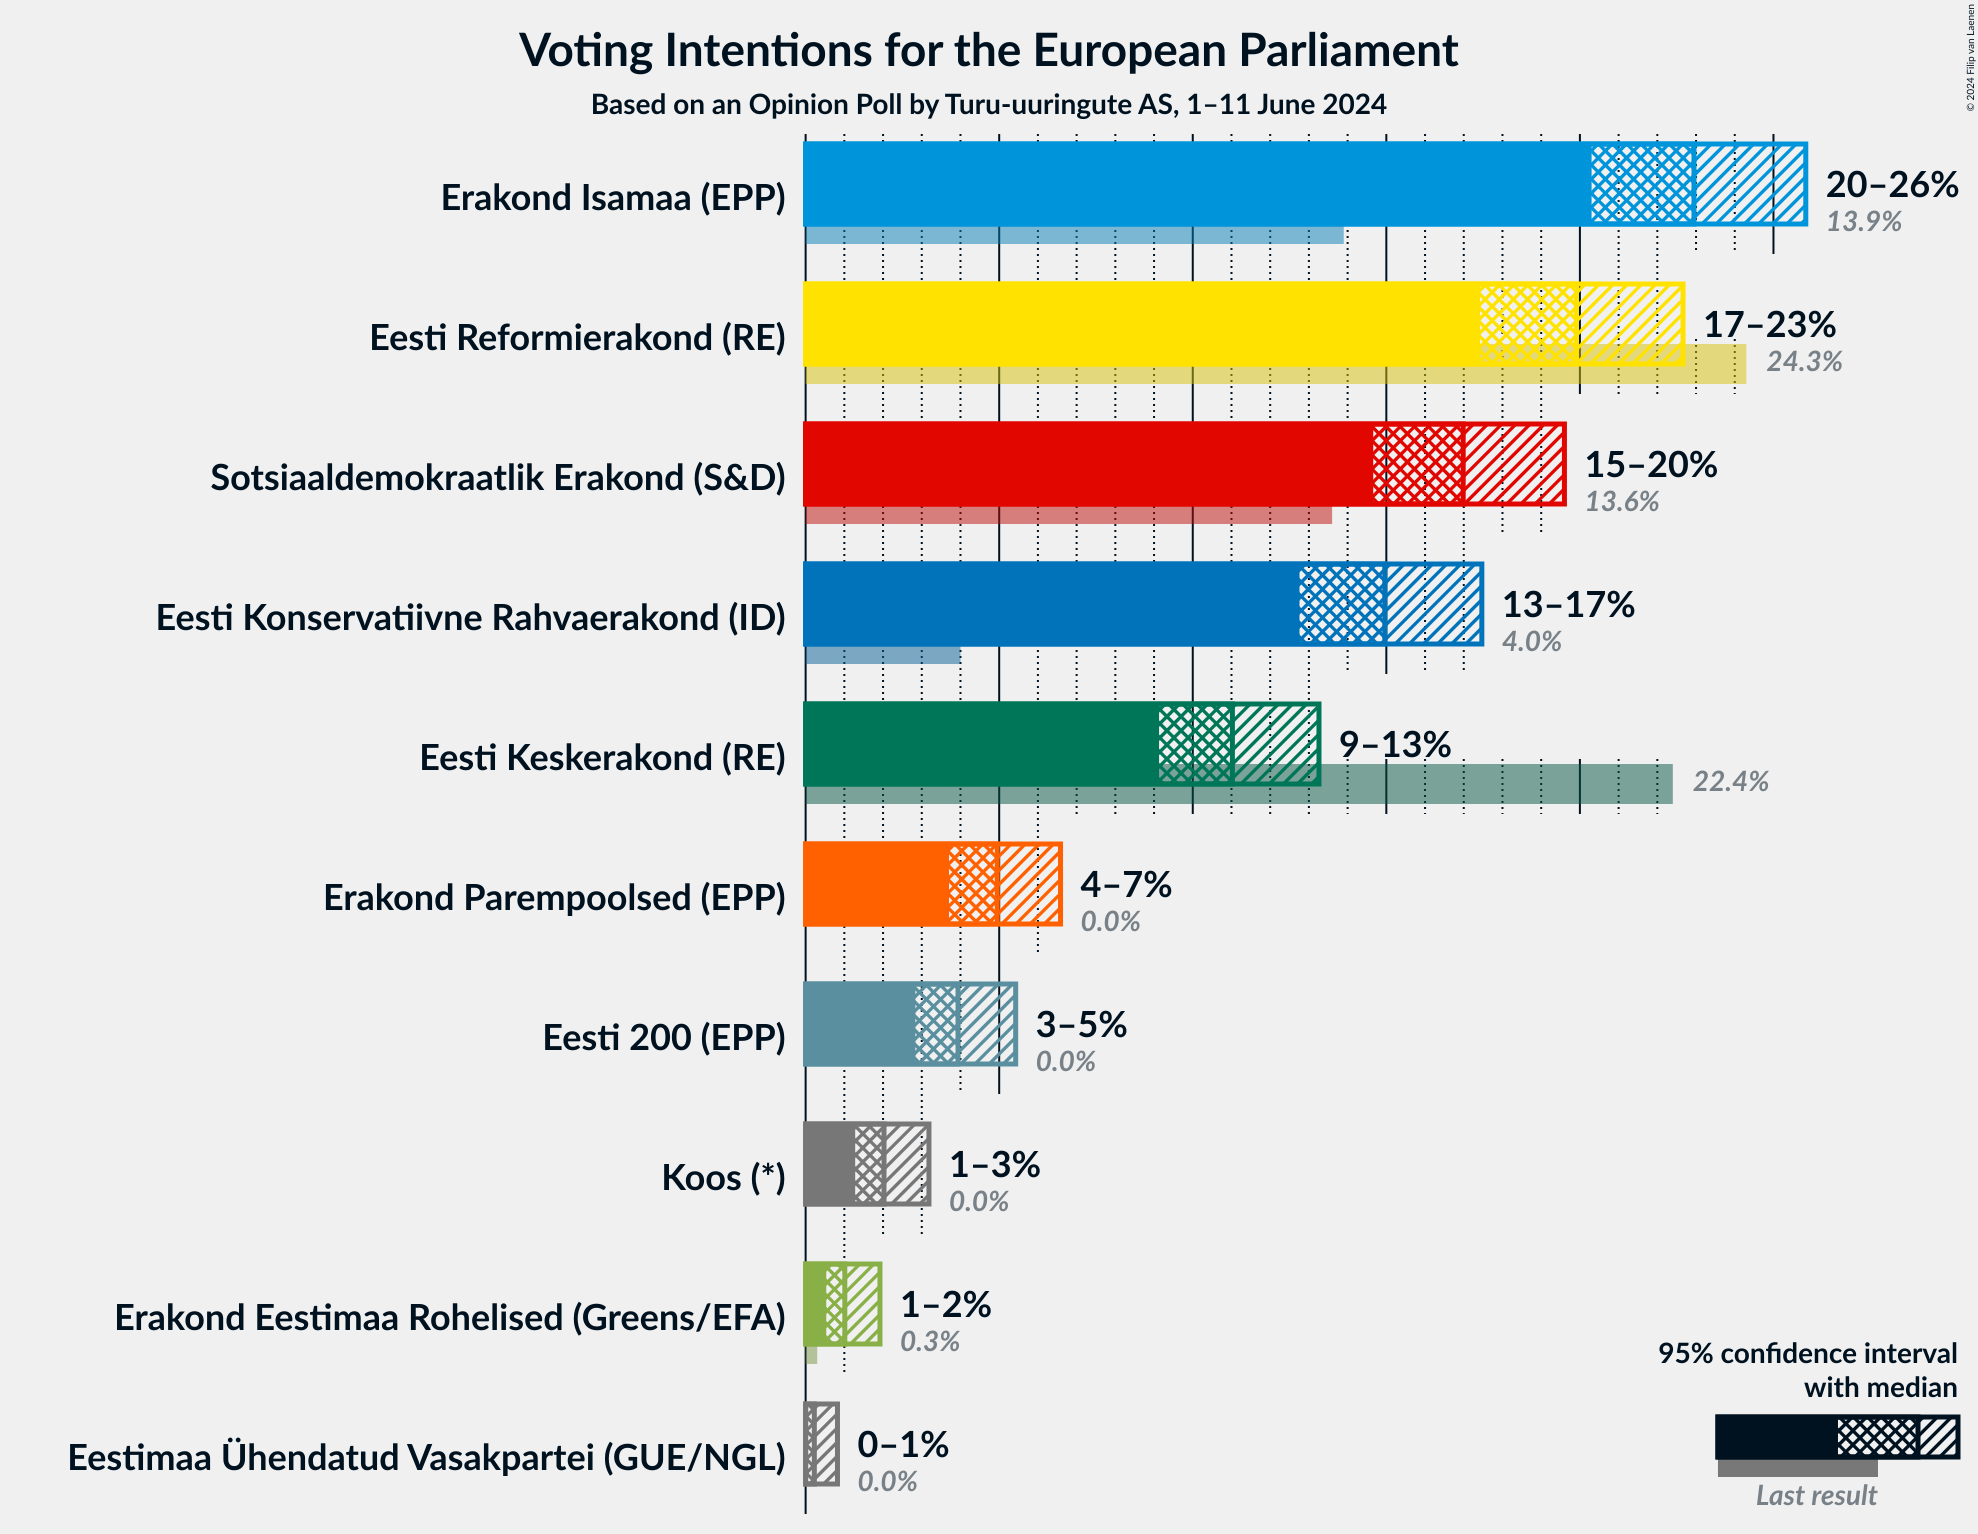 Voting Intentions for the European Parliament
Based on an Opinion Poll by Turu-uuringute AS, 1–11 June 2024
© 2024 Filip van Laenen
Erakond Isamaa (EPP)
20–26%
13.9%
Eesti Reformierakond (RE)
17–23%
24.3%
Sotsiaaldemokraatlik Erakond (S&D)
15–20%
13.6%
Eesti Konservatiivne Rahvaerakond (ID)
13–17%
4.0%
Eesti Keskerakond (RE)
9–13%
22.4%
Erakond Parempoolsed (EPP)
4–7%
0.0%
Eesti 200 (EPP)
3–5%
0.0%
Koos (*)
1–3%
0.0%
Erakond Eestimaa Rohelised (Greens/EFA)
1–2%
0.3%
Eestimaa Ühendatud Vasakpartei (GUE/NGL)
0–1%
0.0%
95% confidence interval
with median
Last result